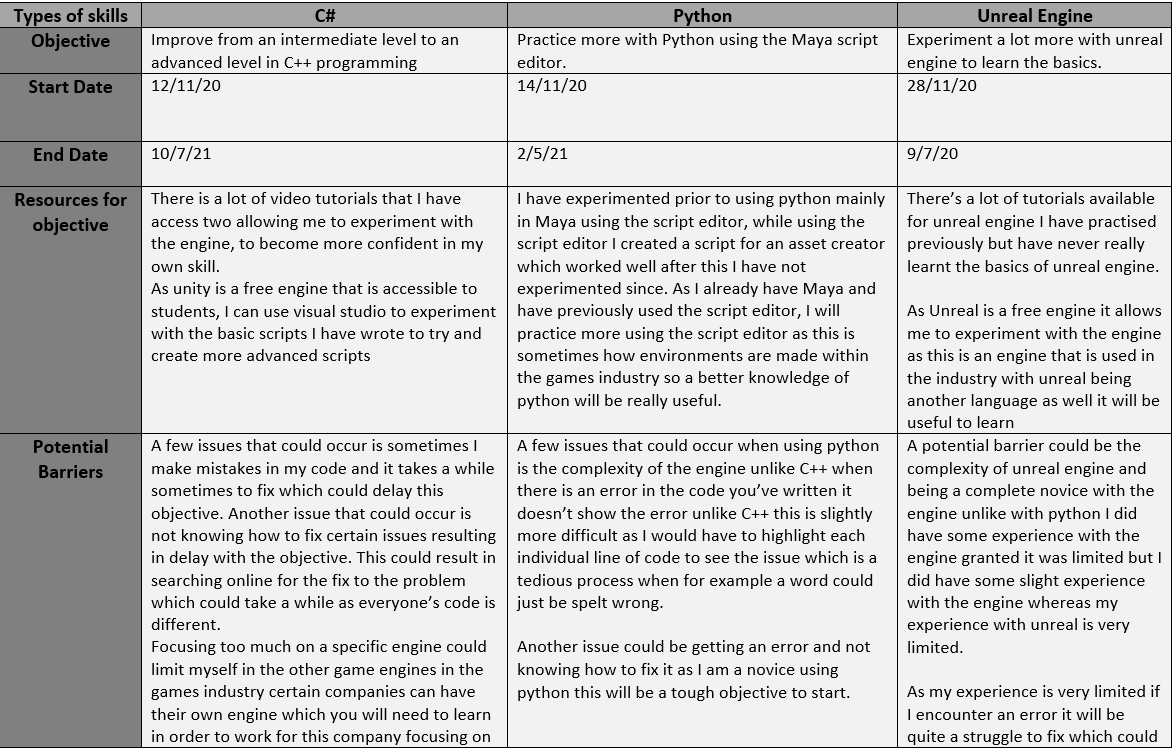 Types of skills
C#
Python
Unreal Engine
Objective
Improve from an intermediate level to an
advanced level in C++ programming
Practice more with Python using the Maya script
editor.
Experiment a lot more with unreal
engine to learn the basics.
Start Date
12/11/20
14/11/20
28/11/20
End Date
10/7/21
2/5/21
9/7/20
Resources for
objective
There is a lot of video tutorials that I have
access two allowing me to experiment with
the engine, to become more confident in my
own skill.
As unity is a free engine that is accessible to
students, I can use visual studio to experiment
with the basic scripts I have wrote to try and
create more advanced scripts
I have experimented prior to using python mainly
in Maya using the script editor, while using the
script editor I created a script for an asset creator
which worked well after this I have not
experimented since. As I already have Maya and
have previously used the script editor, I will
practice more using the script editor as this is
sometimes how environments are made within
the games industry so a better knowledge of
python will be really useful.
There's a lot of tutorials available
for unreal engine I have practised
previously but have never really
learnt the basics of unreal engine.
As Unreal is a free engine it allows
me to experiment with the engine
as this is an engine that is used in
the industry with unreal being
another language as well it will be
useful to learn
Potential
Barriers
A few issues that could occur is sometimes I
make mistakes in my code and it takes a while
sometimes to fix which could delay this
objective. Another issue that could occur is
not knowing how to fix certain issues resulting
in delay with the objective. This could result in
searching online for the fix to the problem
which could take a while as everyone's code is
different.
Focusing too much on a specific engine could
limit myself in the other game engines in the
games industry certain companies can have
their own engine which you will need to learn
in order to work for this company focusing on
A few issues that could occur when using python
is the complexity of the engine unlike C++ when
there is an error in the code you've written it
doesn't show the error unlike C++ this is slightly
more difficult as I would have to highlight each
individual line of code to see the issue which is a
tedious process when for example a word could
just be spelt wrong.
Another issue could be getting an error and not
knowing how to fix it as I am a novice using
python this will be a tough objective to start.
A potential barrier could be the
complexity of unreal engine and
being a complete novice with the
engine unlike with python I did
have some experience with the
engine granted it was limited but I
did have some slight experience
with the engine whereas my
experience with unreal is very
limited.
As my experience is very limited if
I encounter an error it will be
quite a struggle to fix which could